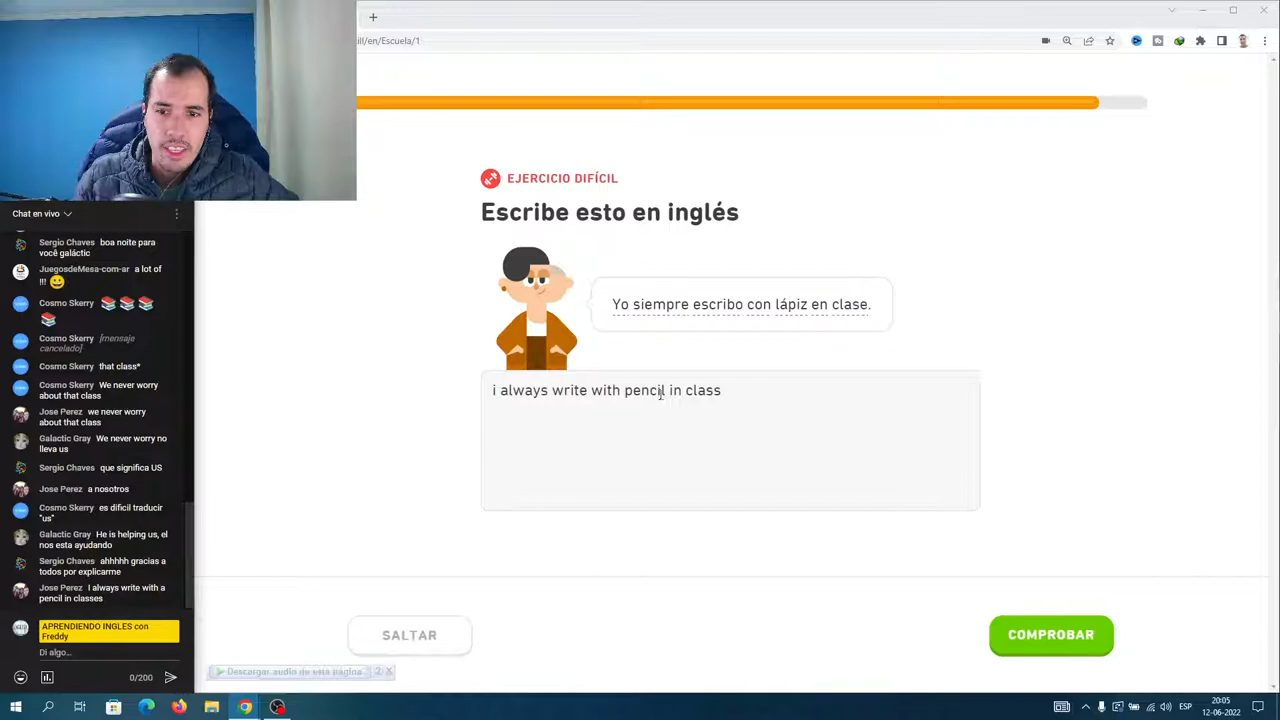 ill/en/Escuela/1
EJERCICIO DIFÍCIL
Escribe esto en inglés
Yo siempre escribo con lápiz en clase.
i always write with pencil in class
SALTAR
COMPROBAR
Descargar audio de esta página
Chat en vivo
Sergio Chaves boa noite para
você galáctic
JuegosdeMesa-com-ar a lot of
!!! 😀
Cosmo Skerry 📚 📚 📚
📚
Cosmo Skerry [mensaje
cancelado]
Cosmo Skerry that class*
Cosmo Skerry We never worry
about that class
Jose Perez we never worry
about that class
Galactic Gray We never worry no
lleva us
Sergio Chaves que significa US
Jose Perez a nosotros
Cosmo Skerry es dificil traducir
"us"
Galactic Gray He is helping us, el
nos esta ayudando
Sergio Chaves ahhhhh gracias a
todos por explicarme
Jose Perez I always write with a
pencil in classes
APRENDIENDO INGLES con
Freddy
Di algo...
0/200
ESP
20:05
12-06-2022